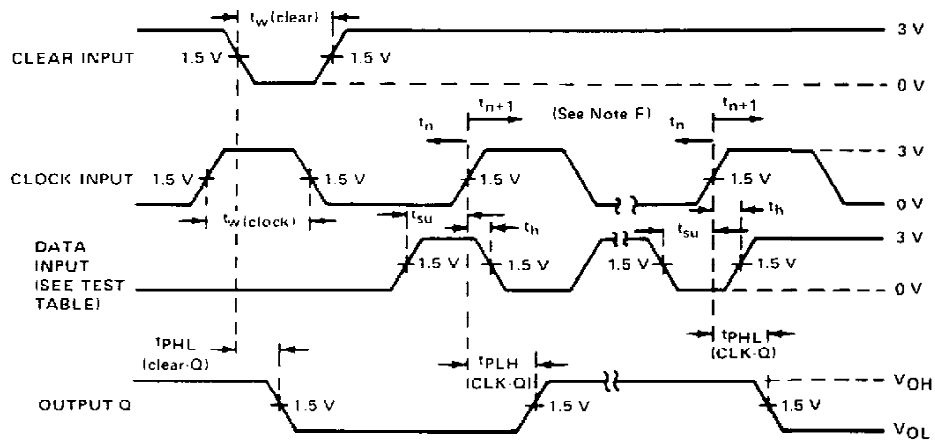 tw(clear)
3 V
CLEAR INPUT 1.5 V 1.5 V
0 V
tn+1 (See Note F) tn+1
tn tn
3 V
CLOCK INPUT 1.5 V 1.5 V 1.5 V 1.5 V
0 V
tw(clock) tsu th tsu th
DATA
INPUT
(SEE TEST
TABLE)
3 V
1.5 V 1.5 V 1.5 V 1.5 V
0 V
tPHL
(clear-Q)
tPLH
(CLK-Q)
tPHL
(CLK-Q)
VOH
OUTPUT Q 1.5 V 1.5 V 1.5 V
VOL